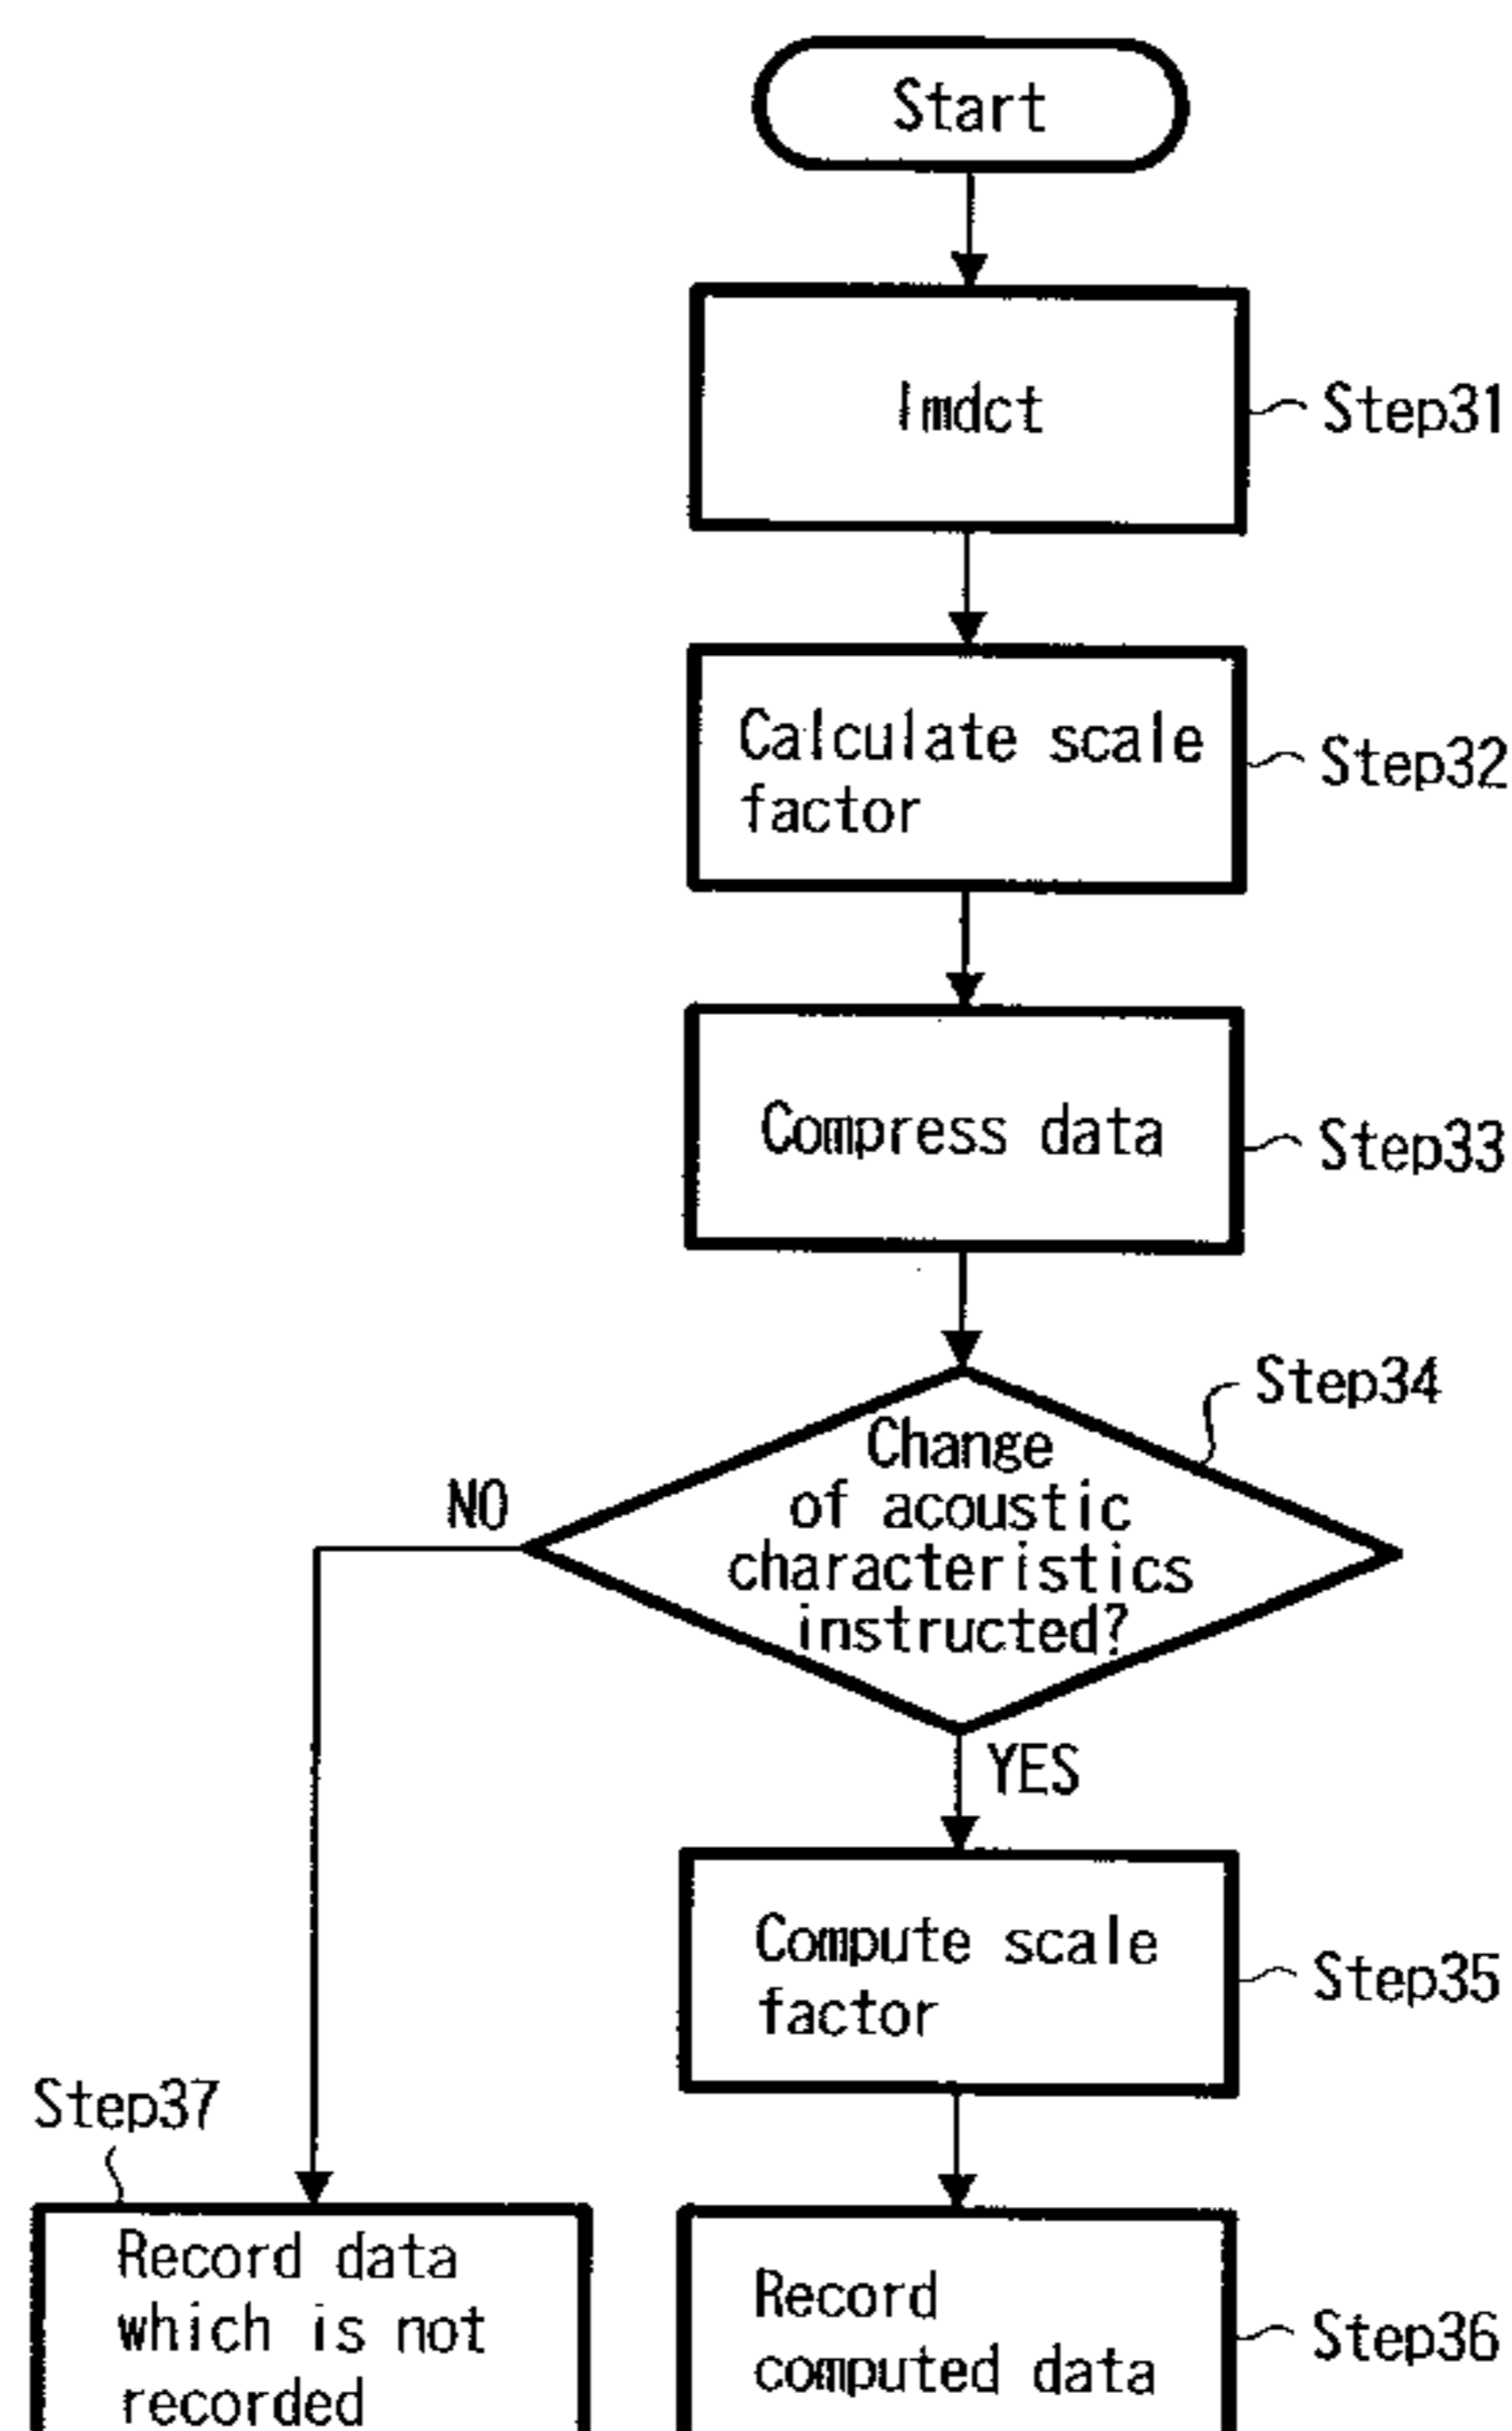 Start
Imdct
Step31
Calculate scale
factor
Step32
Compress data
Step33
Step34
Change
of acoustic
characteristics
instructed?
NO
YES
Compute scale
factor
Step35
Step37
Record data
which is not
recorded
Record
computed data
Step36